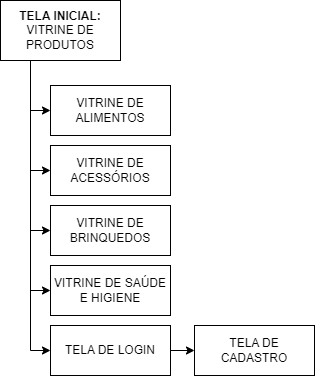 TELA INICIAL:
VITRINE DE
PRODUTOS
VITRINE DE
ALIMENTOS
VITRINE DE
ACESSÓRIOS
VITRINE DE
BRINQUEDOS
VITRINE DE SAÚDE
E HIGIENE
TELA DE LOGIN
TELA DE
CADASTRO